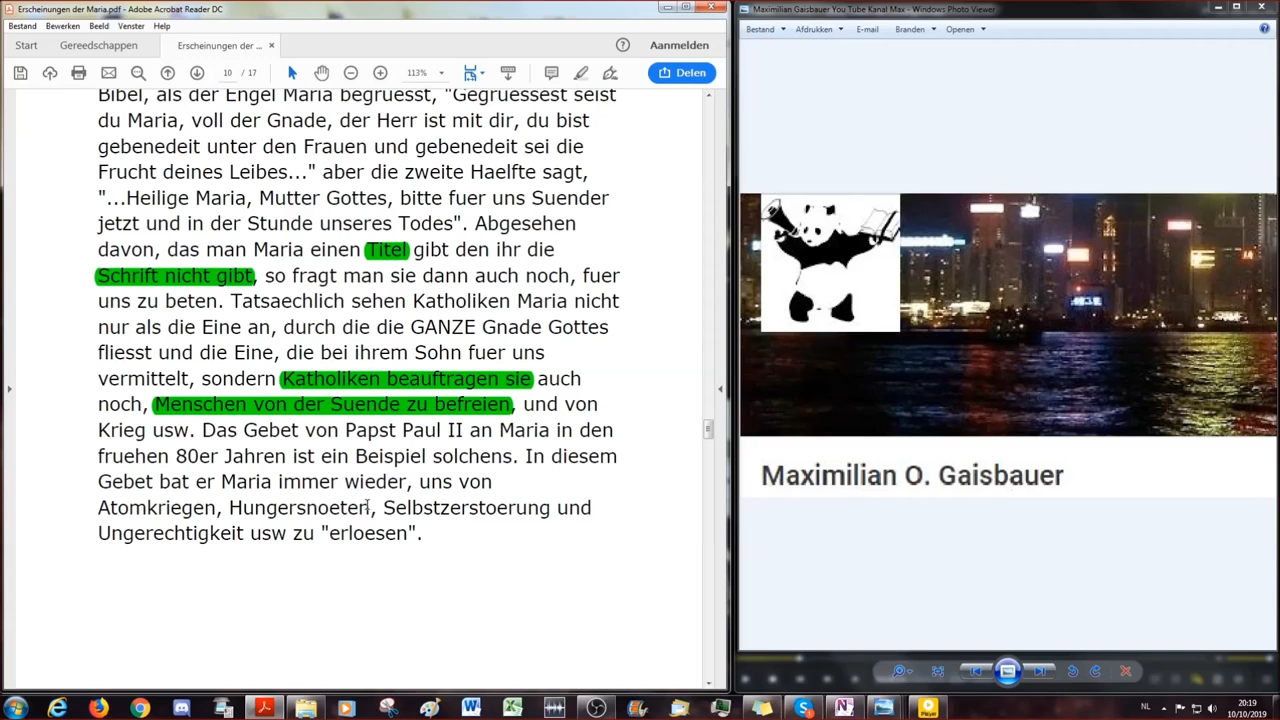 Erscheinungen der Maria.pdf - Adobe Acrobat Reader DC
Bestand Bewerken Beeld Venster Help
Start Gereedschappen Erscheinungen der ... × Aanmelden
10 / 17 113% Delen
Bibel, als der Engel Maria begruesst, "Gegruessest seist
du Maria, voll der Gnade, der Herr ist mit dir, du bist
gebenedeit unter den Frauen und gebenedeit sei die
Frucht deines Leibes..." aber die zweite Haelfte sagt,
"...Heilige Maria, Mutter Gottes, bitte fuer uns Suender
jetzt und in der Stunde unseres Todes". Abgesehen
davon, das man Maria einen Titel gibt den ihr die
Schrift nicht gibt, so fragt man sie dann auch noch, fuer
uns zu beten. Tatsaechlich sehen Katholiken Maria nicht
nur als die Eine an, durch die die GANZE Gnade Gottes
fliesst und die Eine, die bei ihrem Sohn fuer uns
vermittelt, sondern Katholiken beauftragen sie auch
noch, Menschen von der Suende zu befreien, und von
Krieg usw. Das Gebet von Papst Paul II an Maria in den
fruehen 80er Jahren ist ein Beispiel solchens. In diesem
Gebet bat er Maria immer wieder, uns von
Atomkriegen, Hungersnoeten, Selbstzerstoerung und
Ungerechtigkeit usw zu "erloesen".
Maximilian Gaisbauer You Tube Kanal Max - Windows Photo Viewer
Bestand Afdrukken E-mail Branden Openen
Maximilian O. Gaisbauer
NL 20:19
10/10/2019